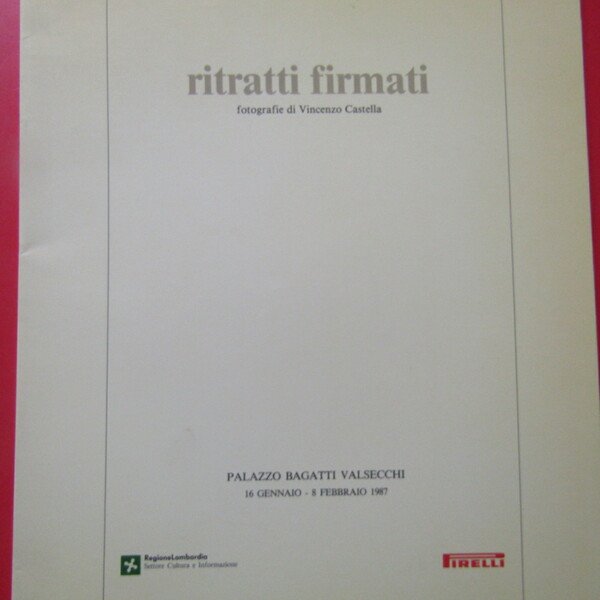 ritratti firmati
fotografie di Vincenzo Castella
PALAZZO BAGATTI VALSECCHI
16 GENNAIO - 8 FEBBRAIO 1987
RegioneLombardia
Settore Cultura e Informazione
PIRELLI